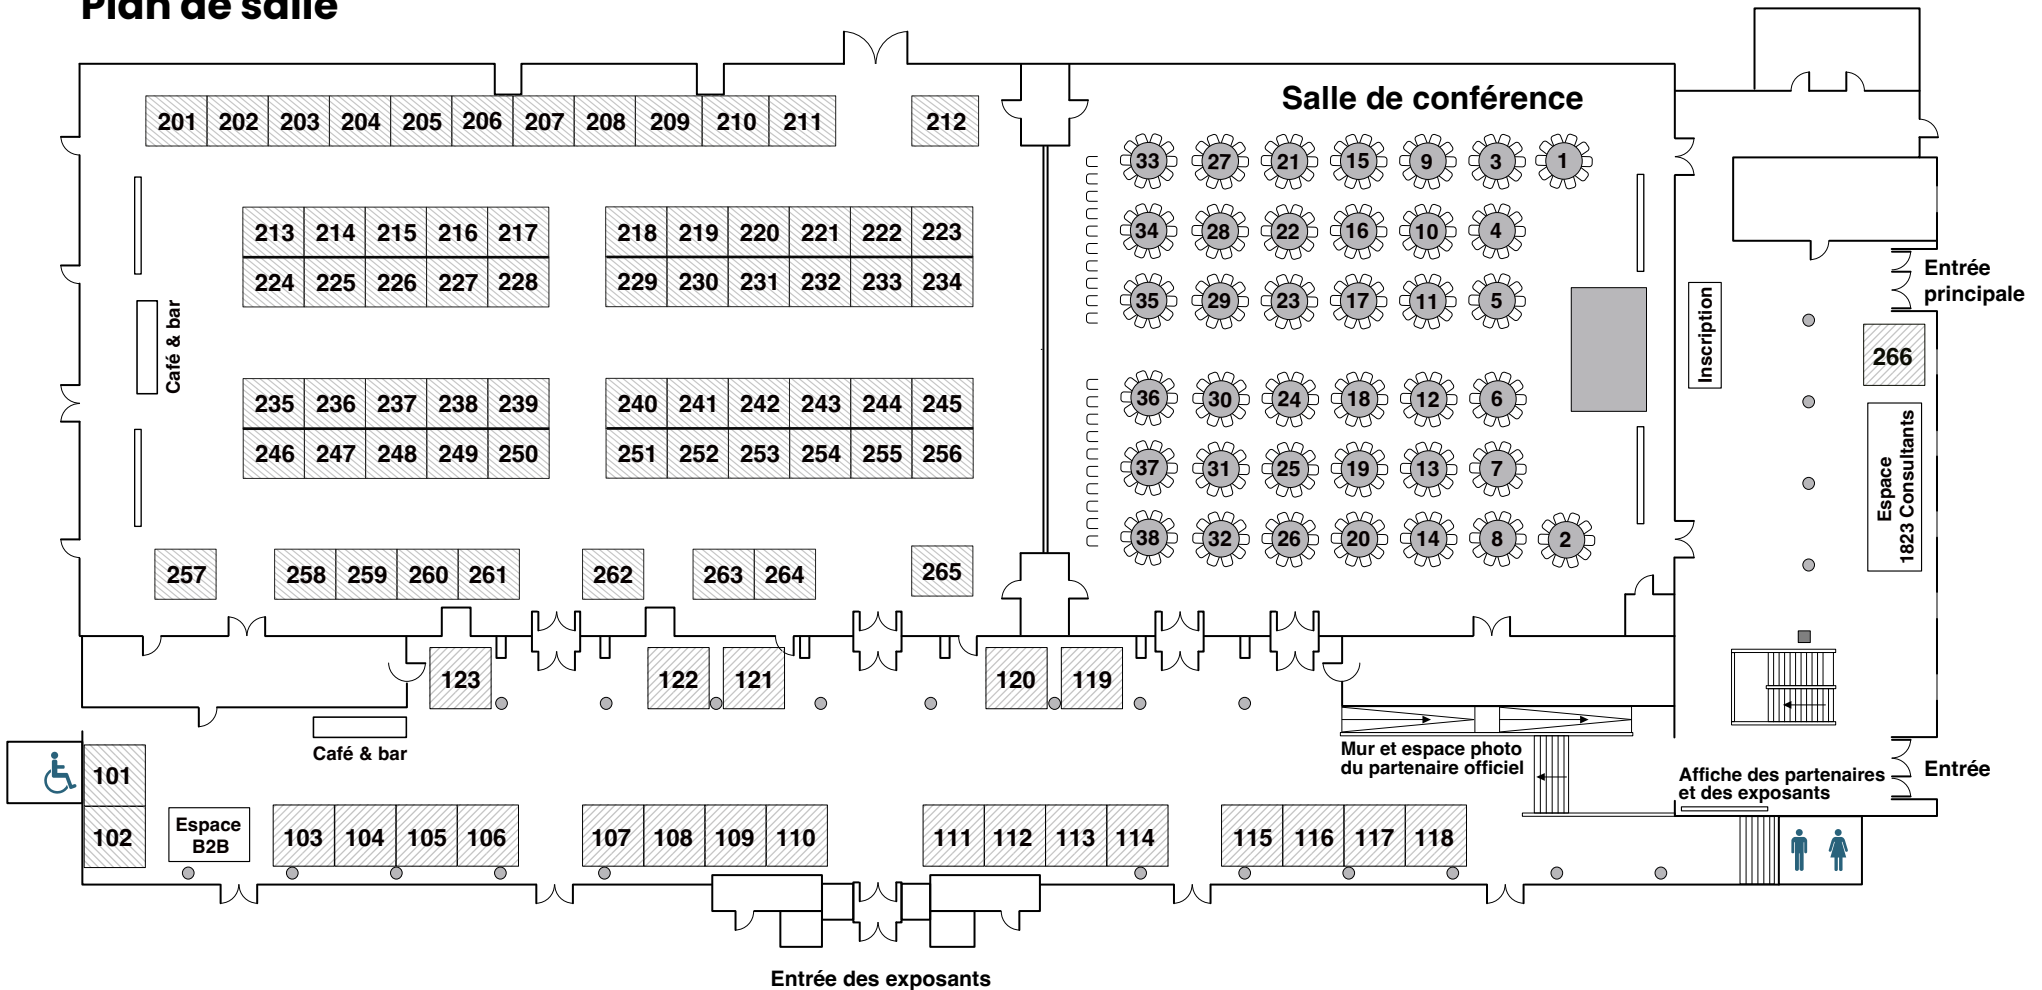 Plan de salle
Salle de conférence
201 202 203 204 205 206 207 208 209 210 211 212
33 27 21 15 9 3 1
213 214 215 216 217 218 219 220 221 222 223
34 28 22 16 10 4
224 225 226 227 228 229 230 231 232 233 234
35 29 23 17 11 5
Entrée
principale
Café & bar
Inscription
266
235 236 237 238 239 240 241 242 243 244 245
36 30 24 18 12 6
246 247 248 249 250 251 252 253 254 255 256
37 31 25 19 13 7
Espace
1823 Consultants
38 32 26 20 14 8 2
257 258 259 260 261 262 263 264 265
123 122 121 120 119
Café & bar
Mur et espace photo
du partenaire officiel
Affiche des partenaires
et des exposants
Entrée
101
102
Espace
B2B
103 104 105 106 107 108 109 110 111 112 113 114 115 116 117 118
Entrée des exposants